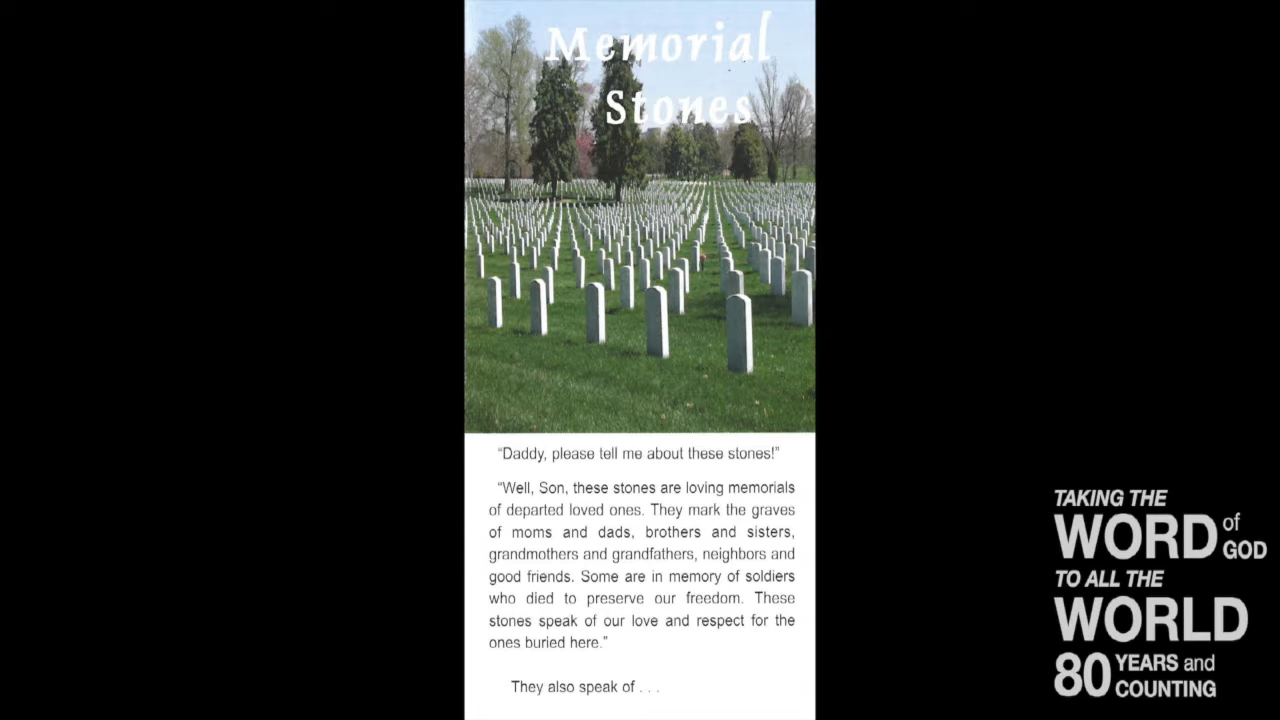 Memorial
Stones
“Daddy, please tell me about these stones!”
“Well, Son, these stones are loving memorials
of departed loved ones. They mark the graves
of moms and dads, brothers and sisters,
grandmothers and grandfathers, neighbors and
good friends. Some are in memory of soldiers
who died to preserve our freedom. These
stones speak of our love and respect for the
ones buried here.”
They also speak of . . .
TAKING THE
WORD of GOD
TO ALL THE
WORLD
80 YEARS and
COUNTING